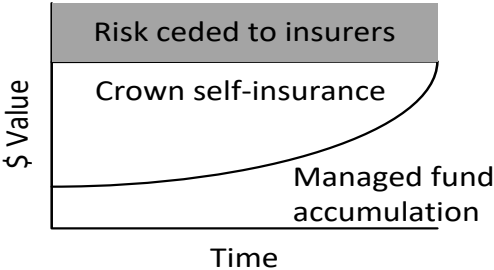 Risk ceded to insurers
Crown self-insurance
$ Value
Managed fund
accumulation
Time